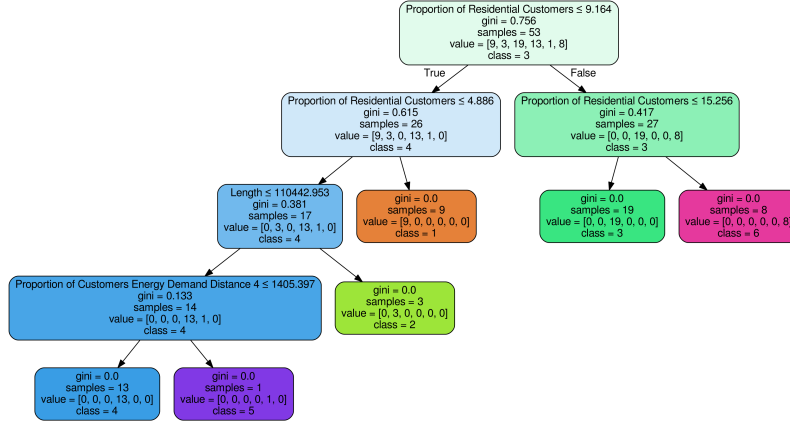 Proportion of Residential Customers ≤ 9.164
gini = 0.756
samples = 53
value = [9, 3, 19, 13, 1, 8]
class = 3
True
False
Proportion of Residential Customers ≤ 4.886
gini = 0.615
samples = 26
value = [9, 3, 0, 13, 1, 0]
class = 4
Proportion of Residential Customers ≤ 15.256
gini = 0.417
samples = 27
value = [0, 0, 19, 0, 0, 8]
class = 3
Length ≤ 110442.953
gini = 0.381
samples = 17
value = [0, 3, 0, 13, 1, 0]
class = 4
gini = 0.0
samples = 9
value = [9, 0, 0, 0, 0, 0]
class = 1
gini = 0.0
samples = 19
value = [0, 0, 19, 0, 0, 0]
class = 3
gini = 0.0
samples = 8
value = [0, 0, 0, 0, 0, 8]
class = 6
Proportion of Customers Energy Demand Distance 4 ≤ 1405.397
gini = 0.133
samples = 14
value = [0, 0, 0, 13, 1, 0]
class = 4
gini = 0.0
samples = 3
value = [0, 3, 0, 0, 0, 0]
class = 2
gini = 0.0
samples = 13
value = [0, 0, 0, 13, 0, 0]
class = 4
gini = 0.0
samples = 1
value = [0, 0, 0, 0, 1, 0]
class = 5